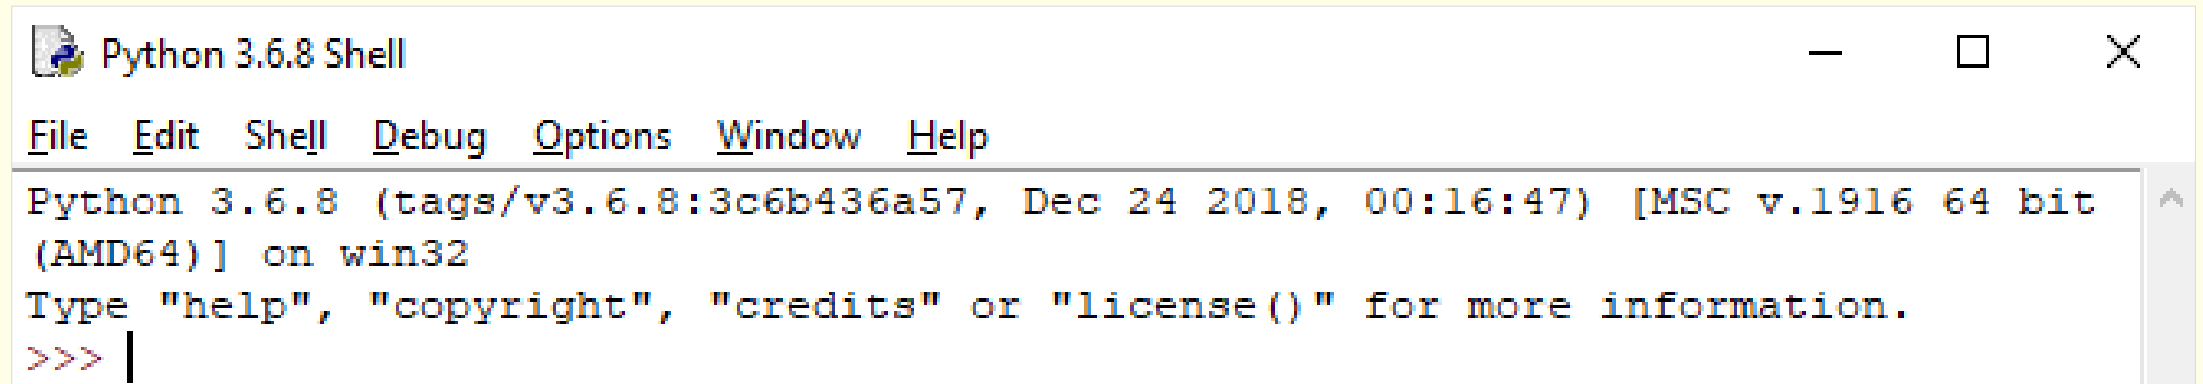 Python 3.6.8 Shell
File Edit Shell Debug Options Window Help
Python 3.6.8 (tags/v3.6.8:3c6b436a57, Dec 24 2018, 00:16:47) [MSC v.1916 64 bit
(AMD64)] on win32
Type "help", "copyright", "credits" or "license()" for more information.
>>>